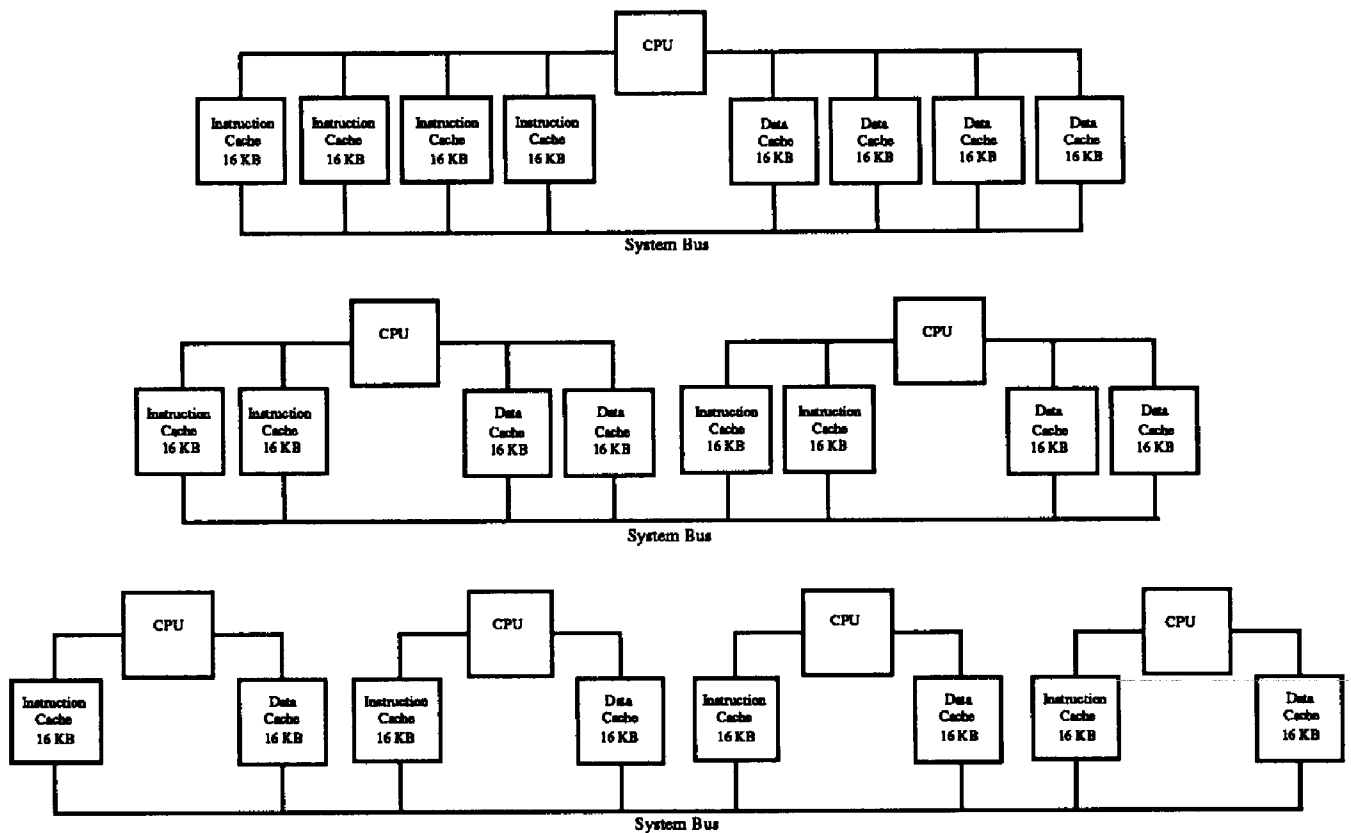 CPU
Instruction
Cache
16 KB
Instruction
Cache
16 KB
Instruction
Cache
16 KB
Instruction
Cache
16 KB
Data
Cache
16 KB
Data
Cache
16 KB
Data
Cache
16 KB
Data
Cache
16 KB
System Bus
CPU
Instruction
Cache
16 KB
Instruction
Cache
16 KB
Data
Cache
16 KB
Data
Cache
16 KB
CPU
Instruction
Cache
16 KB
Instruction
Cache
16 KB
Data
Cache
16 KB
Data
Cache
16 KB
System Bus
CPU
Instruction
Cache
16 KB
Data
Cache
16 KB
CPU
Instruction
Cache
16 KB
Data
Cache
16 KB
CPU
Instruction
Cache
16 KB
Data
Cache
16 KB
CPU
Instruction
Cache
16 KB
Data
Cache
16 KB
System Bus